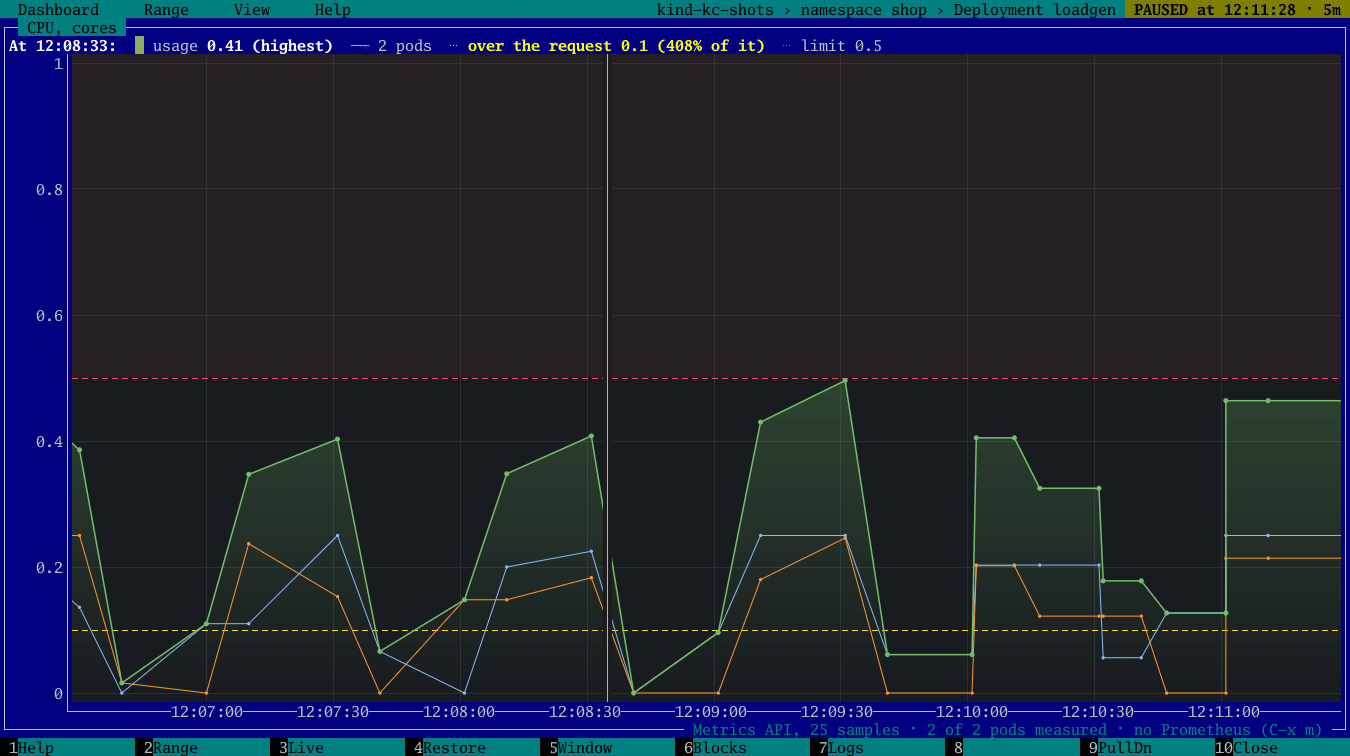 Dashboard Range View Help kind-kc-shots › namespace shop › Deployment loadgen PAUSED at 12:11:28 · 5m
CPU, cores
At 12:08:33: usage 0.41 (highest) 2 pods over the request 0.1 (408% of it) limit 0.5
1
0.8
0.6
0.4
0.2
0
12:07:00 12:07:30 12:08:00 12:08:30 12:09:00 12:09:30 12:10:00 12:10:30 12:11:00
Metrics API, 25 samples · 2 of 2 pods measured · no Prometheus (C-x m)
1Help 2Range 3Live 4Restore 5Window 6Blocks 7Logs 8 9PullDn 10Close